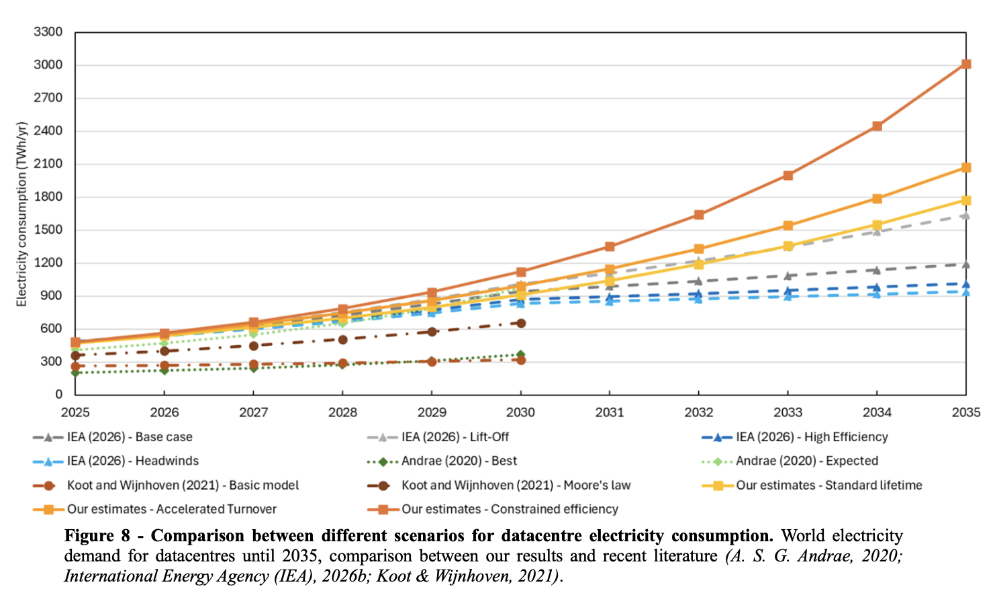 3300
3000
2700
2400
2100
1800
1500
1200
900
600
300
0
Electricity consumption (TWh/yr)
2025 2026 2027 2028 2029 2030 2031 2032 2033 2034 2035
IEA (2026) - Base case
IEA (2026) - Lift-Off
IEA (2026) - High Efficiency
IEA (2026) - Headwinds
Andrae (2020) - Best
Andrae (2020) - Expected
Koot and Wijnhoven (2021) - Basic model
Koot and Wijnhoven (2021) - Moore's law
Our estimates - Standard lifetime
Our estimates - Accelerated Turnover
Our estimates - Constrained efficiency
Figure 8 - Comparison between different scenarios for datacentre electricity consumption. World electricity
demand for datacentres until 2035, comparison between our results and recent literature (A. S. G. Andrae, 2020;
International Energy Agency (IEA), 2026b; Koot & Wijnhoven, 2021).